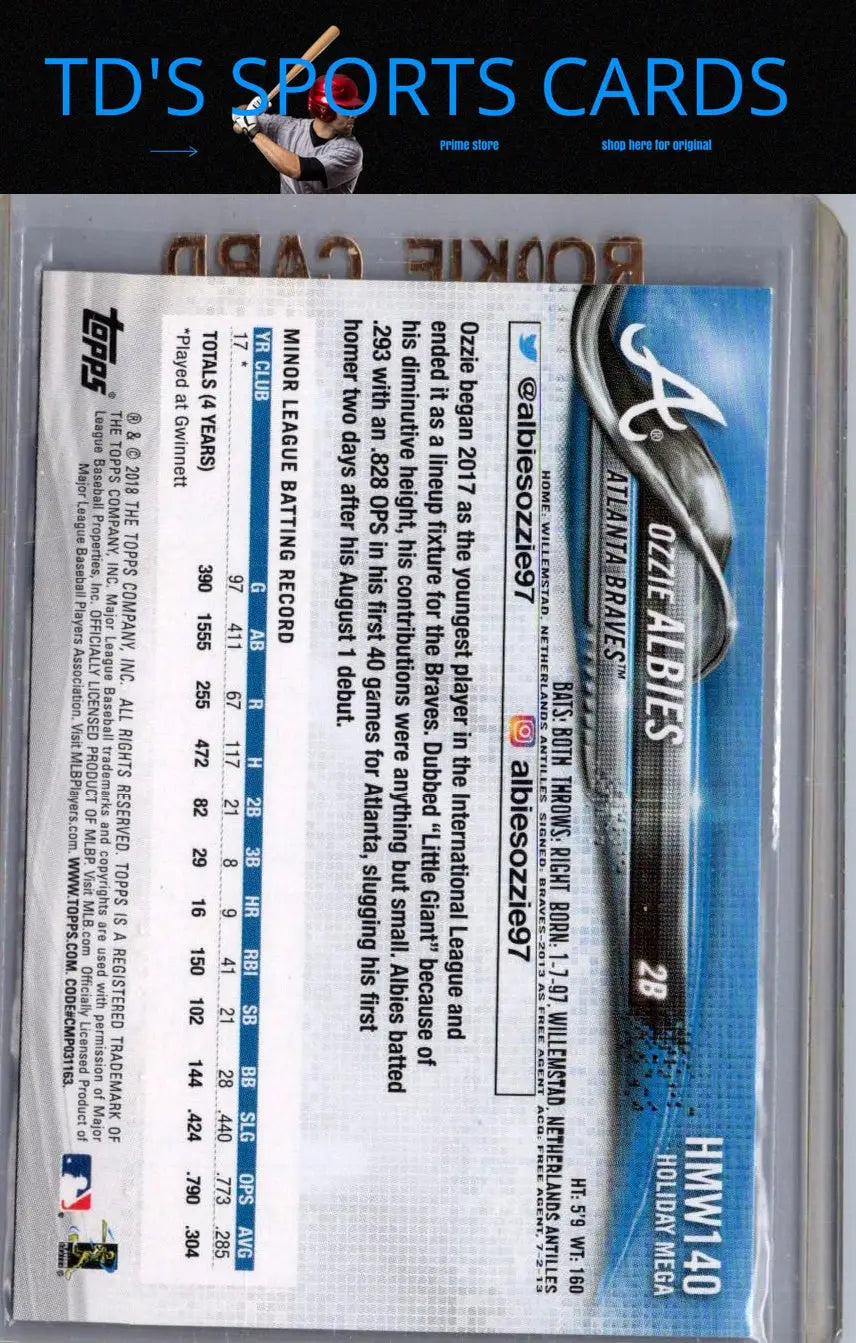 TD'S SPORTS CARDS
Prime store
shop here for original
ROOKIE CARD
HMW140
HOLIDAY MEGA
A®
OZZIE ALBIES 2B
ATLANTA BRAVES™
HT: 5'9 WT: 160
BATS: BOTH THROWS: RIGHT BORN: 1-7-97, WILLEMSTAD, NETHERLANDS ANTILLES
HOME: WILLEMSTAD, NETHERLANDS ANTILLES SIGNED: BRAVES-2013 AS FREE AGENT ACQ: FREE AGENT, 7-2-13
@albiesozzie97 albiesozzie97
Ozzie began 2017 as the youngest player in the International League and
ended it as a lineup fixture for the Braves. Dubbed “Little Giant” because of
his diminutive height, his contributions were anything but small. Albies batted
.293 with an .828 OPS in his first 40 games for Atlanta, slugging his first
homer two days after his August 1 debut.
MINOR LEAGUE BATTING RECORD
YR CLUB G AB R H 2B 3B HR RBI SB BB SLG OPS AVG
17 * 97 411 67 117 21 8 9 41 21 28 .440 .773 .285
TOTALS (4 YEARS) 390 1555 255 472 82 29 16 150 102 144 .424 .790 .304
*Played at Gwinnett
topps®
® & © 2018 THE TOPPS COMPANY, INC. ALL RIGHTS RESERVED. TOPPS IS A REGISTERED TRADEMARK OF
THE TOPPS COMPANY, INC. Major League Baseball trademarks and copyrights are used with permission of Major
League Baseball Properties, Inc. OFFICIALLY LICENSED PRODUCT OF MLBP. Visit MLB.com Officially Licensed Product of
Major League Baseball Players Association. Visit MLBPlayers.com. WWW.TOPPS.COM. CODE#CMP031163